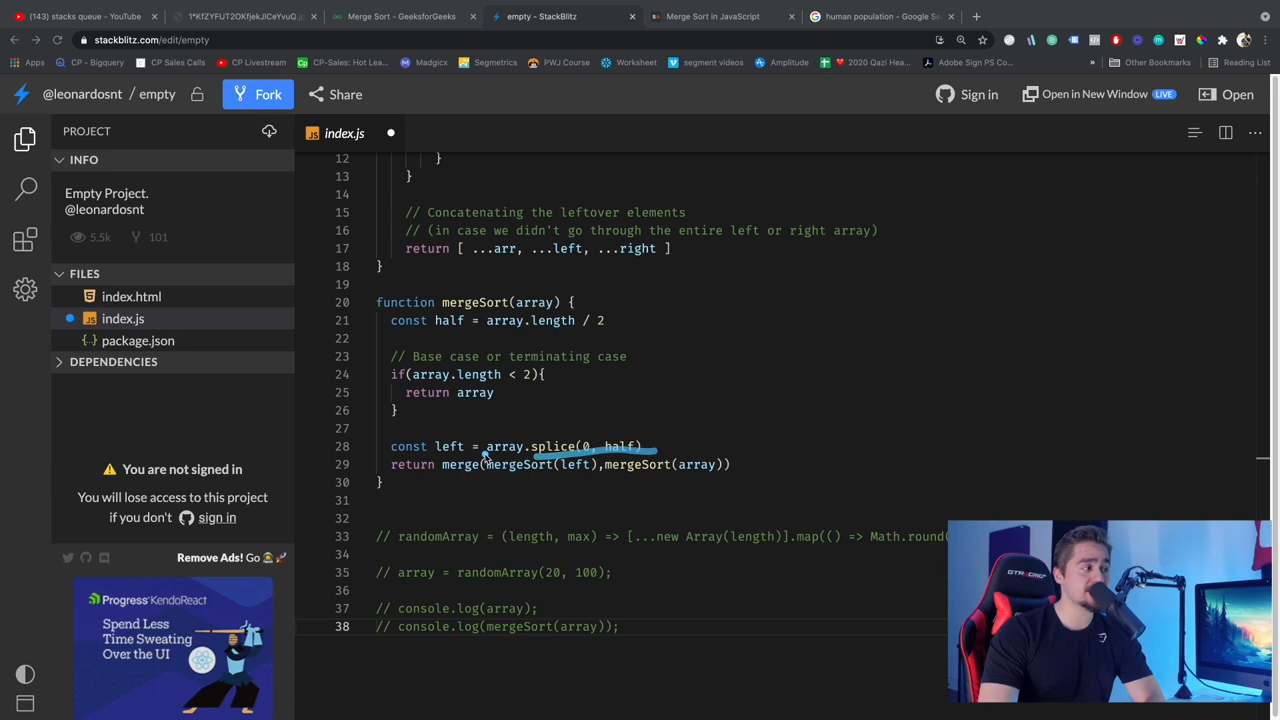 (143) stacks queue - YouTube
1*KfZYFUT2OKfjekJlCeYvuQ.jp
Merge Sort - GeeksforGeeks
empty - StackBlitz
Merge Sort in JavaScript
human population - Google Se
stackblitz.com/edit/empty
Apps
CP - Bigquery
CP Sales Calls
CP Livestream
CP-Sales: Hot Lea...
Madgicx
Segmetrics
PWJ Course
Worksheet
segment videos
Amplitude
2020 Qazi Hea...
Adobe Sign PS Co...
»
Other Bookmarks
Reading List
@leonardosnt / empty
Fork
Share
Sign in
Open in New Window LIVE
Open
PROJECT
INFO
Empty Project.
@leonardosnt
5.5k 101
FILES
index.html
index.js
package.json
DEPENDENCIES
You are not signed in
You will lose access to this project
if you don't sign in
Remove Ads! Go
Progress KendoReact
Spend Less
Time Sweating
Over the UI
JS index.js
12 }
13 }
14
15 // Concatenating the leftover elements
16 // (in case we didn't go through the entire left or right array)
17 return [ ...arr, ...left, ...right ]
18 }
19
20 function mergeSort(array) {
21 const half = array.length / 2
22
23 // Base case or terminating case
24 if(array.length < 2){
25 return array
26 }
27
28 const left = array.splice(0, half)
29 return merge(mergeSort(left),mergeSort(array))
30 }
31
32
33 // randomArray = (length, max) => [...new Array(length)].map(() => Math.round(
34
35 // array = randomArray(20, 100);
36
37 // console.log(array);
38 // console.log(mergeSort(array));
GTRACING